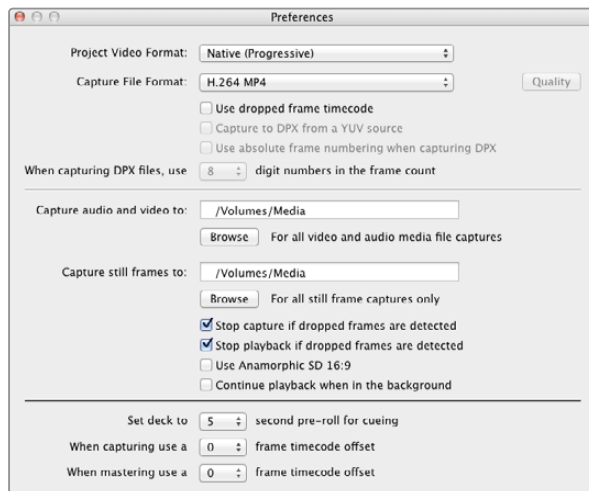 Preferences
Project Video Format: Native (Progressive)
Capture File Format: H.264 MP4 Quality
Use dropped frame timecode
Capture to DPX from a YUV source
Use absolute frame numbering when capturing DPX
When capturing DPX files, use 8 digit numbers in the frame count
Capture audio and video to: /Volumes/Media
Browse For all video and audio media file captures
Capture still frames to: /Volumes/Media
Browse For all still frame captures only
Stop capture if dropped frames are detected
Stop playback if dropped frames are detected
Use Anamorphic SD 16:9
Continue playback when in the background
Set deck to 5 second pre-roll for cueing
When capturing use a 0 frame timecode offset
When mastering use a 0 frame timecode offset